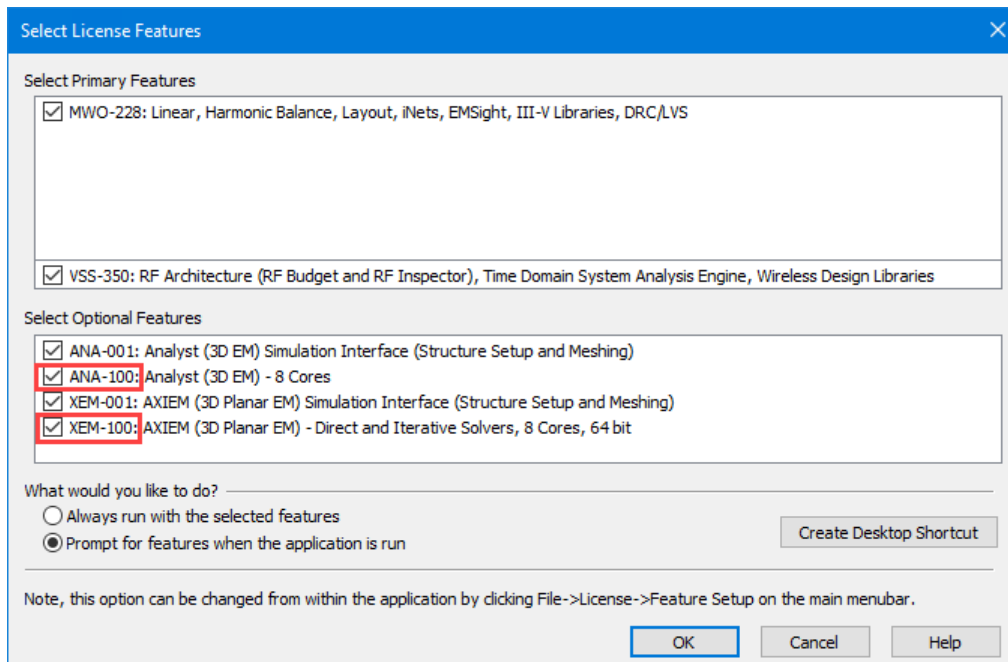 Select License Features
Select Primary Features
MWO-228: Linear, Harmonic Balance, Layout, iNets, EMSight, III-V Libraries, DRC/LVS
VSS-350: RF Architecture (RF Budget and RF Inspector), Time Domain System Analysis Engine, Wireless Design Libraries
Select Optional Features
ANA-001: Analyst (3D EM) Simulation Interface (Structure Setup and Meshing)
ANA-100: Analyst (3D EM) - 8 Cores
XEM-001: AXIEM (3D Planar EM) Simulation Interface (Structure Setup and Meshing)
XEM-100: AXIEM (3D Planar EM) - Direct and Iterative Solvers, 8 Cores, 64 bit
What would you like to do?
Always run with the selected features
Prompt for features when the application is run
Create Desktop Shortcut
Note, this option can be changed from within the application by clicking File->License->Feature Setup on the main menubar.
OK
Cancel
Help